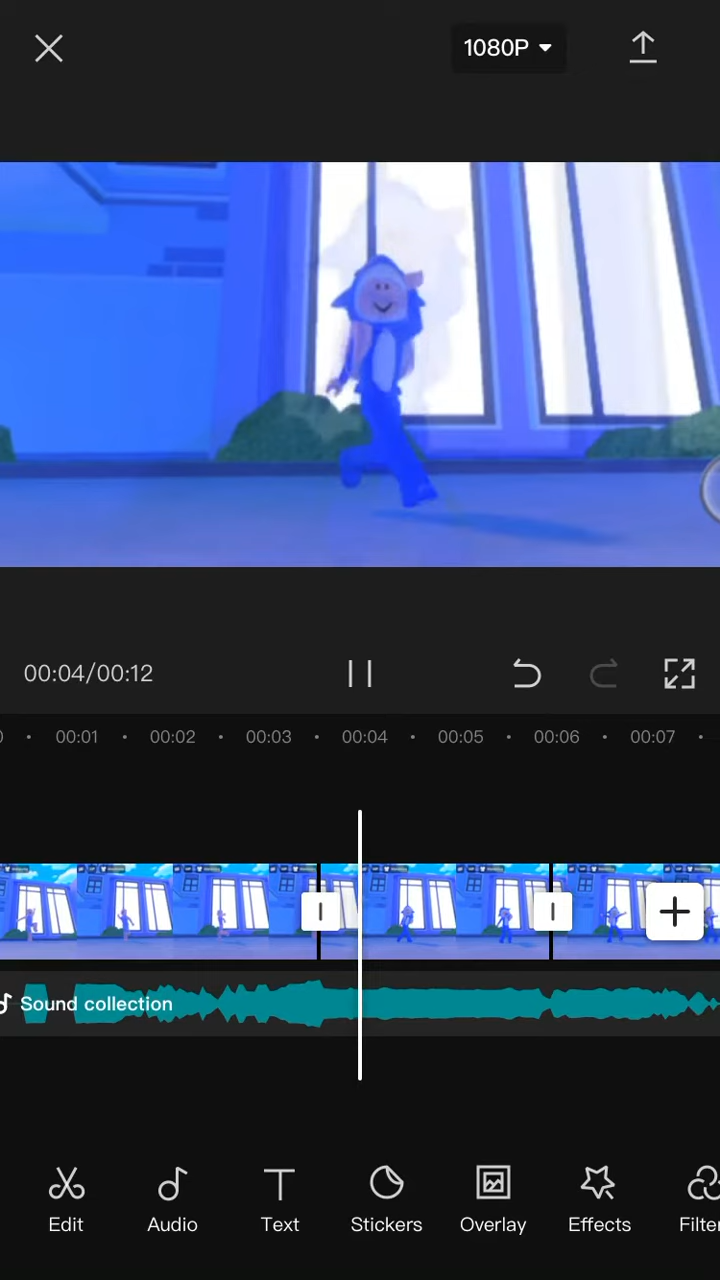 1080P
00:04/00:12
0 00:01 00:02 00:03 00:04 00:05 00:06 00:07
Sound collection
Edit Audio Text Stickers Overlay Effects Filter